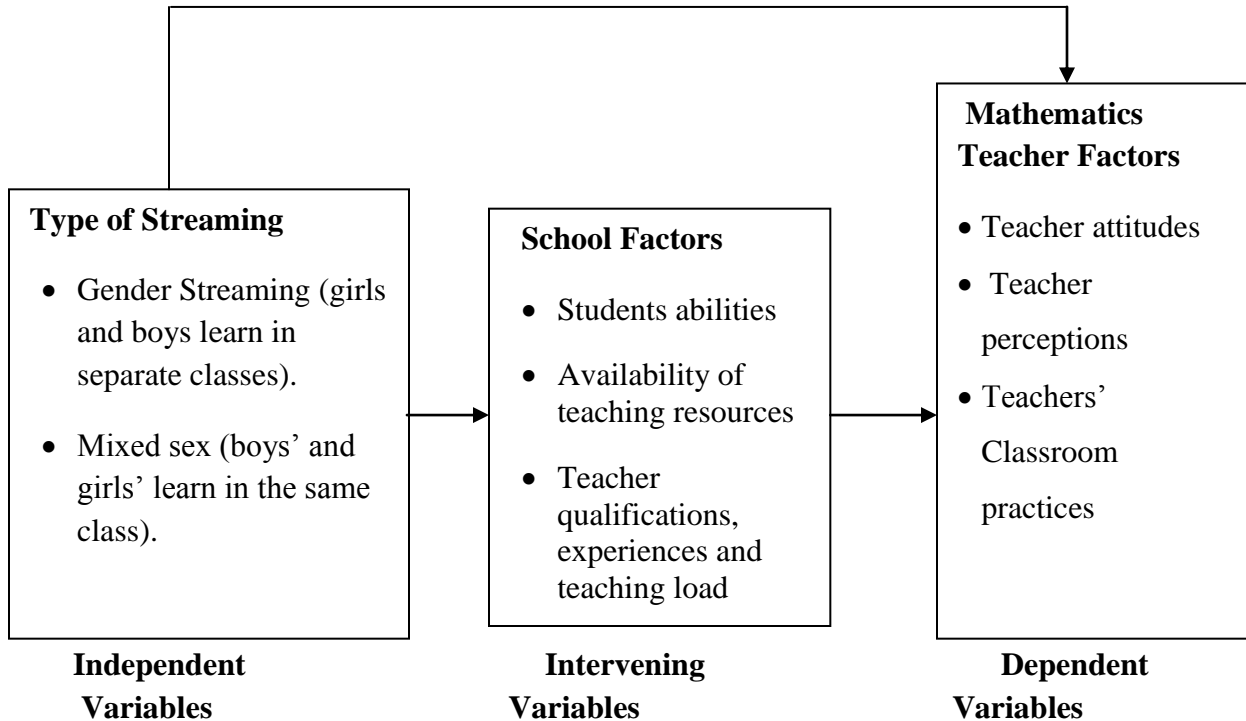 Type of Streaming
• Gender Streaming (girls
and boys learn in
separate classes).
• Mixed sex (boys’ and
girls’ learn in the same
class).
Independent
Variables
School Factors
• Students abilities
• Availability of
teaching resources
• Teacher
qualifications,
experiences and
teaching load
Intervening
Variables
Mathematics
Teacher Factors
• Teacher attitudes
• Teacher
perceptions
• Teachers’
Classroom
practices
Dependent
Variables